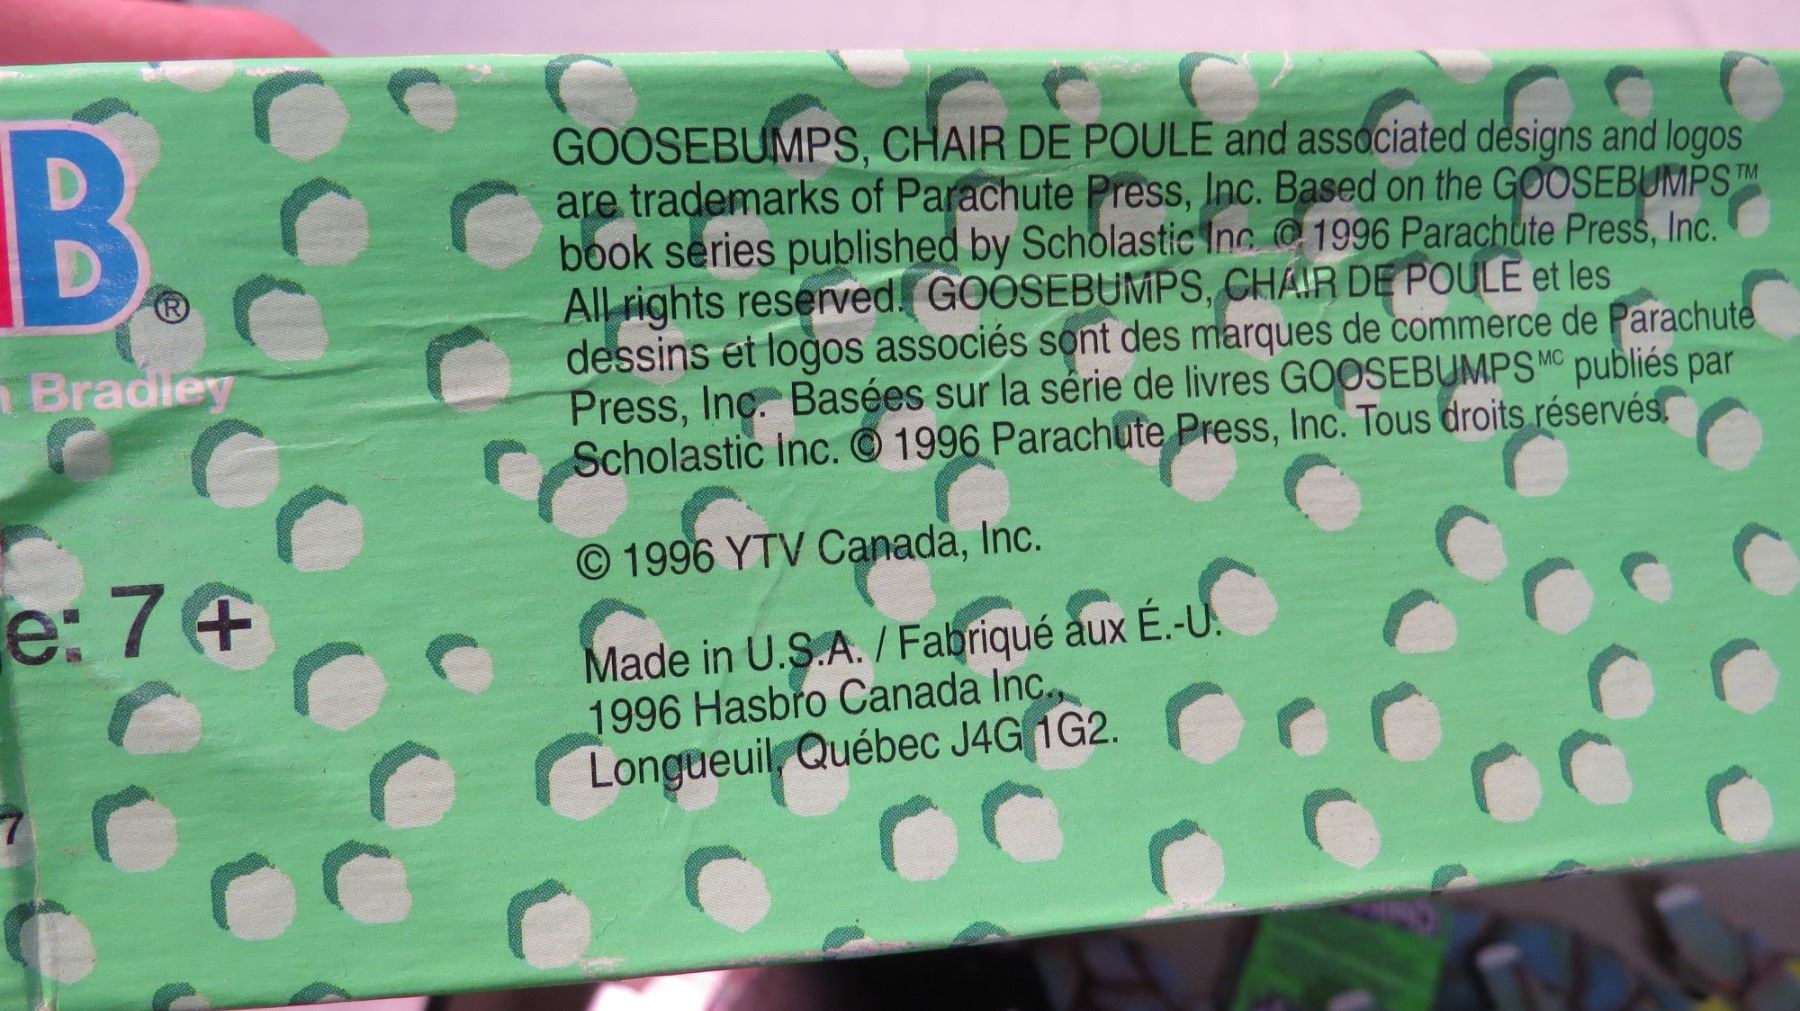 B
®
Bradley
e: 7+
7
GOOSEBUMPS, CHAIR DE POULE and associated designs and logos
are trademarks of Parachute Press, Inc. Based on the GOOSEBUMPS™
book series published by Scholastic Inc. © 1996 Parachute Press, Inc.
All rights reserved. GOOSEBUMPS, CHAIR DE POULE et les
dessins et logos associés sont des marques de commerce de Parachute
Press, Inc. Basées sur la série de livres GOOSEBUMPSᴹᶜ publiés par
Scholastic Inc. © 1996 Parachute Press, Inc. Tous droits réservés.
© 1996 YTV Canada, Inc.
Made in U.S.A. / Fabriqué aux É.-U.
1996 Hasbro Canada Inc.,
Longueuil, Québec J4G 1G2.